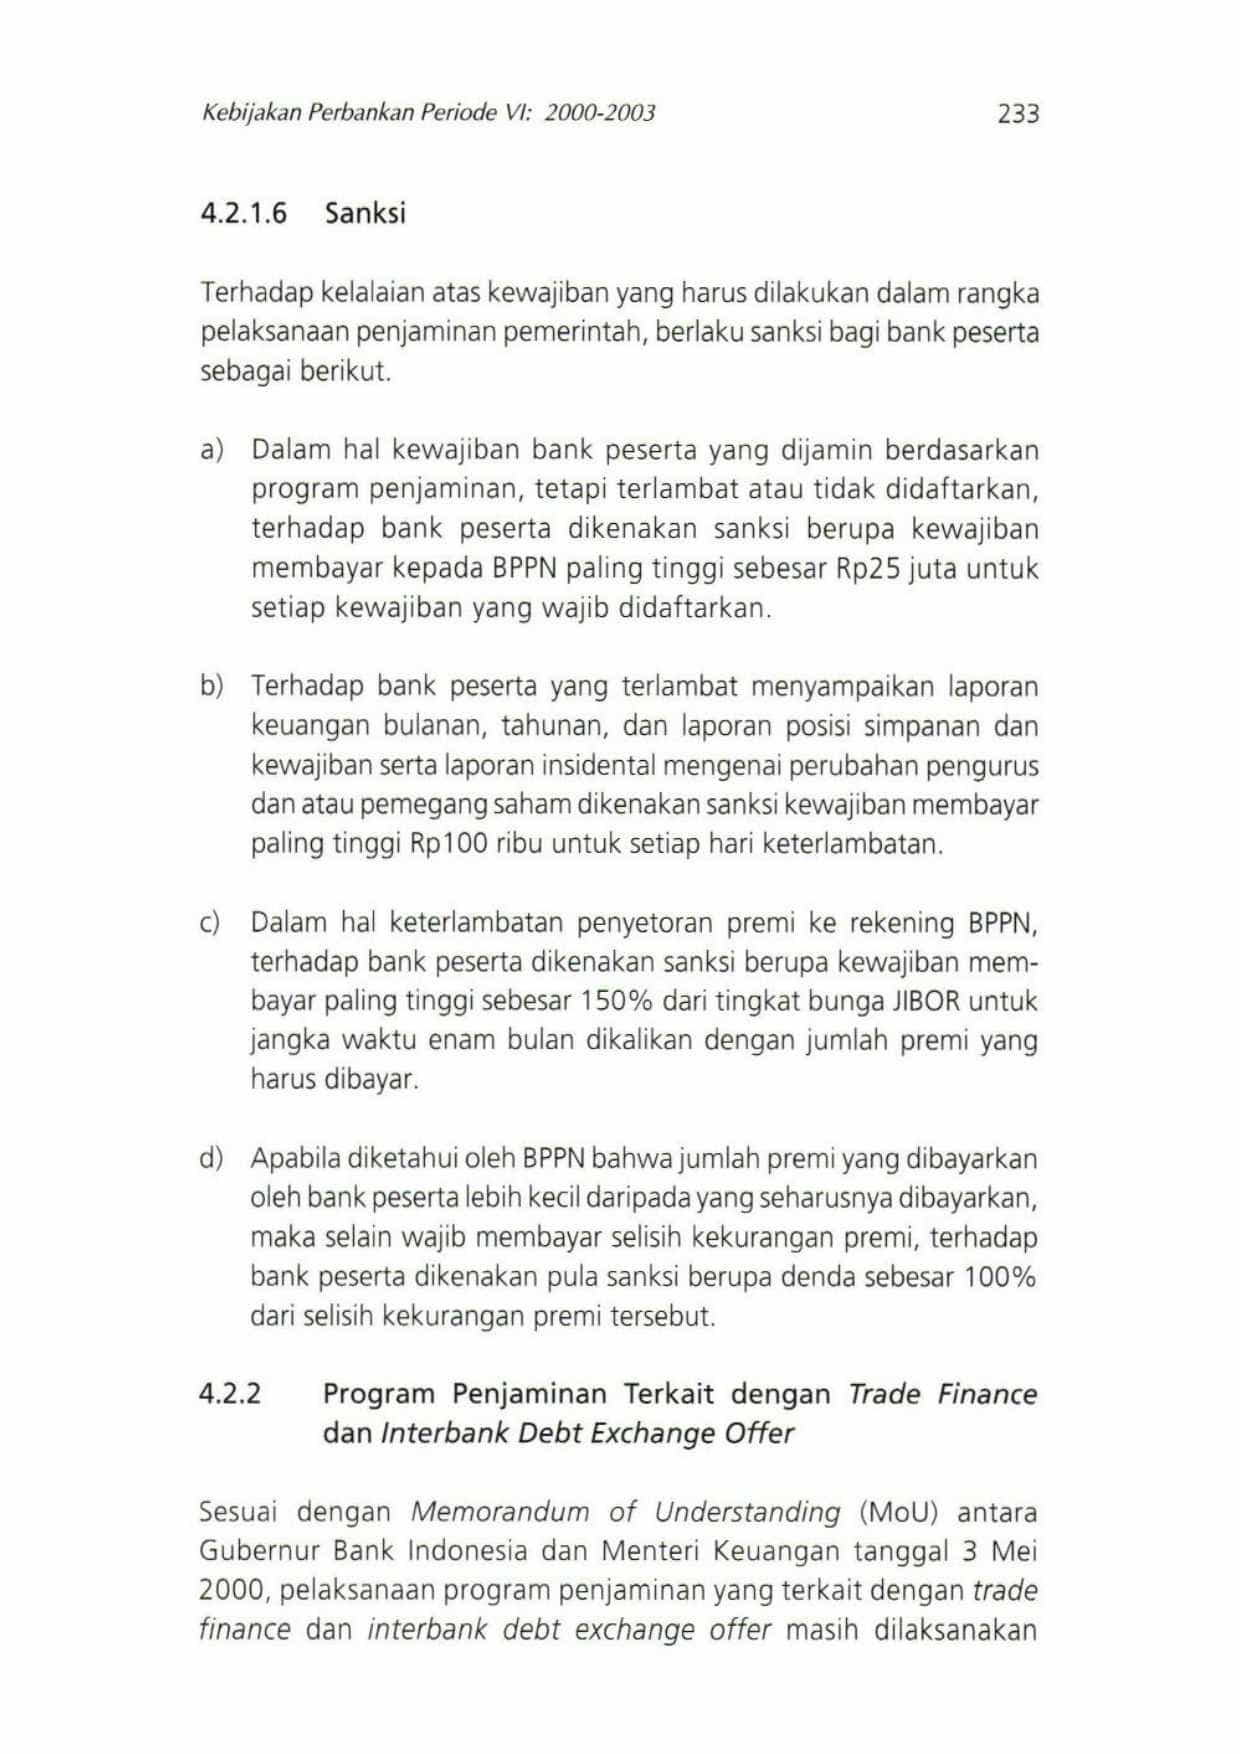 Kebijakan Perbankan Periode VI: 2000-2003 233
4.2.1.6 Sanksi
Terhadap kelalaian atas kewajiban yang harus dilakukan dalam rangka
pelaksanaan penjaminan pemerintah, berlaku sanksi bagi bank peserta
sebagai berikut.
a) Dalam hal kewajiban bank peserta yang dijamin berdasarkan
program penjaminan, tetapi terlambat atau tidak didaftarkan,
terhadap bank peserta dikenakan sanksi berupa kewajiban
membayar kepada BPPN paling tinggi sebesar Rp25 juta untuk
setiap kewajiban yang wajib didaftarkan.
b) Terhadap bank peserta yang terlambat menyampaikan laporan
keuangan bulanan, tahunan, dan laporan posisi simpanan dan
kewajiban serta laporan insidental mengenai perubahan pengurus
dan atau pemegang saham dikenakan sanksi kewajiban membayar
paling tinggi Rp100 ribu untuk setiap hari keterlambatan.
c) Dalam hal keterlambatan penyetoran premi ke rekening BPPN,
terhadap bank peserta dikenakan sanksi berupa kewajiban mem-
bayar paling tinggi sebesar 150% dari tingkat bunga JIBOR untuk
jangka waktu enam bulan dikalikan dengan jumlah premi yang
harus dibayar.
d) Apabila diketahui oleh BPPN bahwa jumlah premi yang dibayarkan
oleh bank peserta lebih kecil daripada yang seharusnya dibayarkan,
maka selain wajib membayar selisih kekurangan premi, terhadap
bank peserta dikenakan pula sanksi berupa denda sebesar 100%
dari selisih kekurangan premi tersebut.
4.2.2 Program Penjaminan Terkait dengan Trade Finance
dan Interbank Debt Exchange Offer
Sesuai dengan Memorandum of Understanding (MoU) antara
Gubernur Bank Indonesia dan Menteri Keuangan tanggal 3 Mei
2000, pelaksanaan program penjaminan yang terkait dengan trade
finance dan interbank debt exchange offer masih dilaksanakan